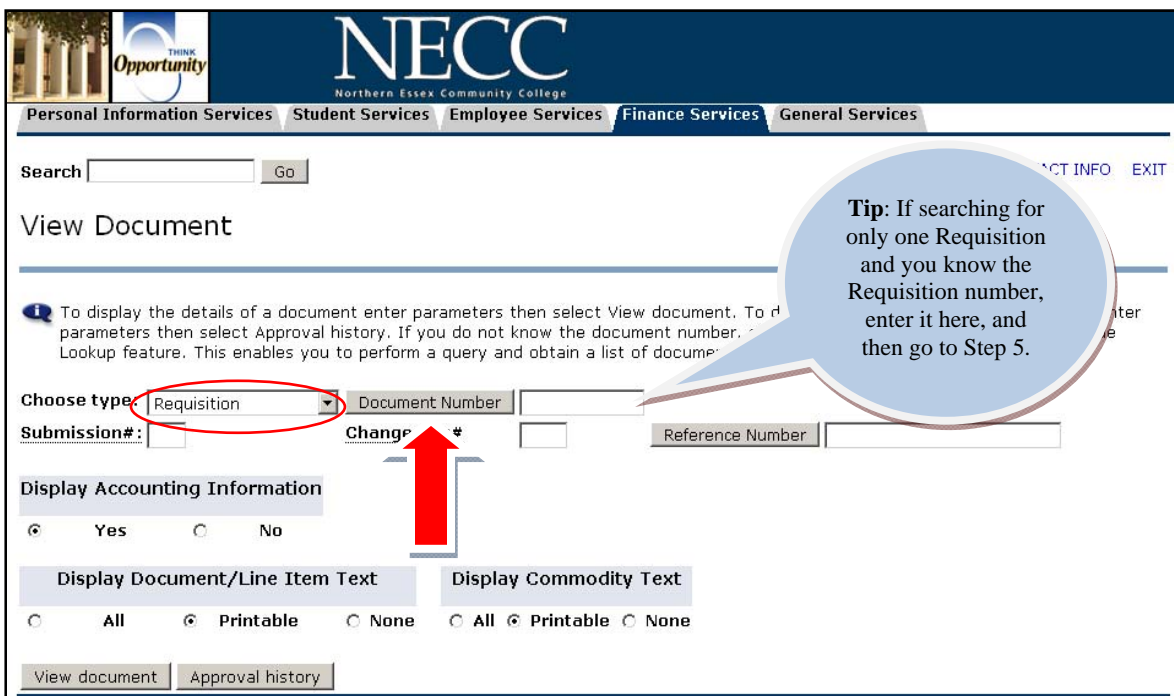 THINK
Opportunity
NECC
Northern Essex Community College
Personal Information Services Student Services Employee Services Finance Services General Services
Search Go
INFO EXIT
View Document
Tip: If searching for
only one Requisition
and you know the
Requisition number,
enter it here, and
then go to Step 5.
To display the details of a document enter parameters then select View document. To
parameters then select Approval history. If you do not know the document number,
Lookup feature. This enables you to perform a query and obtain a list of
Choose type: Requisition Document Number
Submission#: Change # Reference Number
Display Accounting Information
Yes No
Display Document/Line Item Text Display Commodity Text
All Printable None All Printable None
View document Approval history